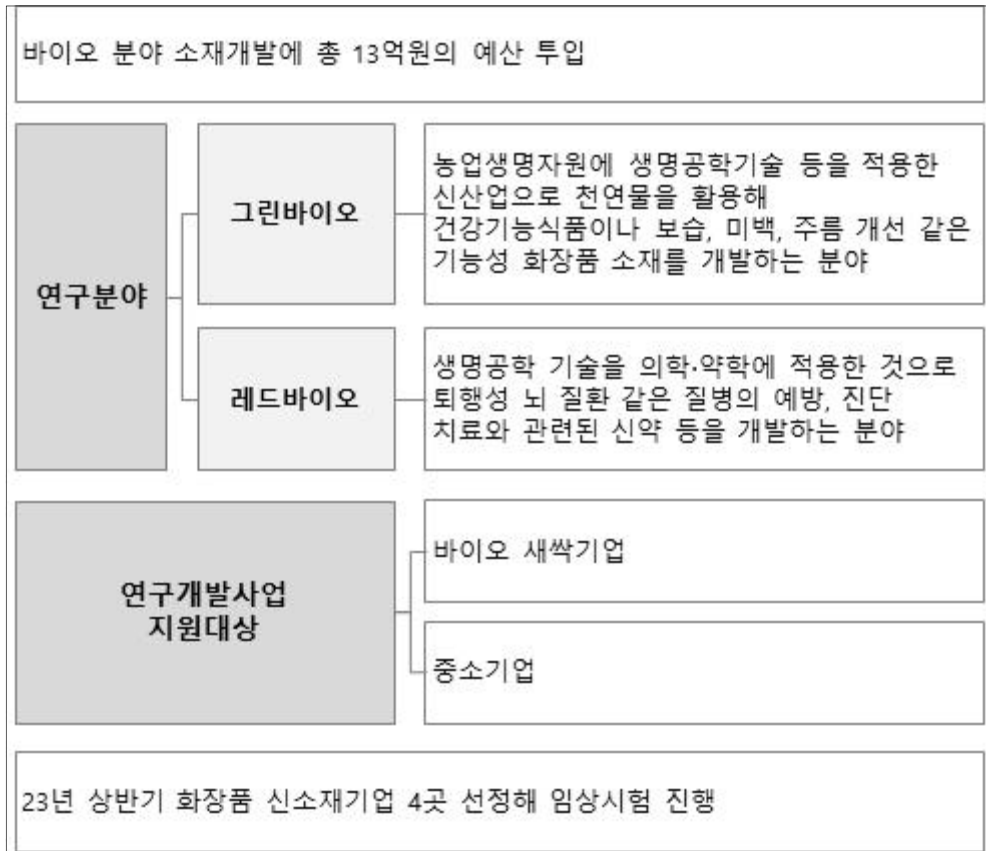 바이오 분야 소재개발에 총 13억원의 예산 투입
연구분야
그린바이오
농업생명자원에 생명공학기술 등을 적용한
신산업으로 천연물을 활용해
건강기능식품이나 보습, 미백, 주름 개선 같은
기능성 화장품 소재를 개발하는 분야
레드바이오
생명공학 기술을 의학·약학에 적용한 것으로
퇴행성 뇌 질환 같은 질병의 예방, 진단
치료와 관련된 신약 등을 개발하는 분야
연구개발사업
지원대상
바이오 새싹기업
중소기업
23년 상반기 화장품 신소재기업 4곳 선정해 임상시험 진행